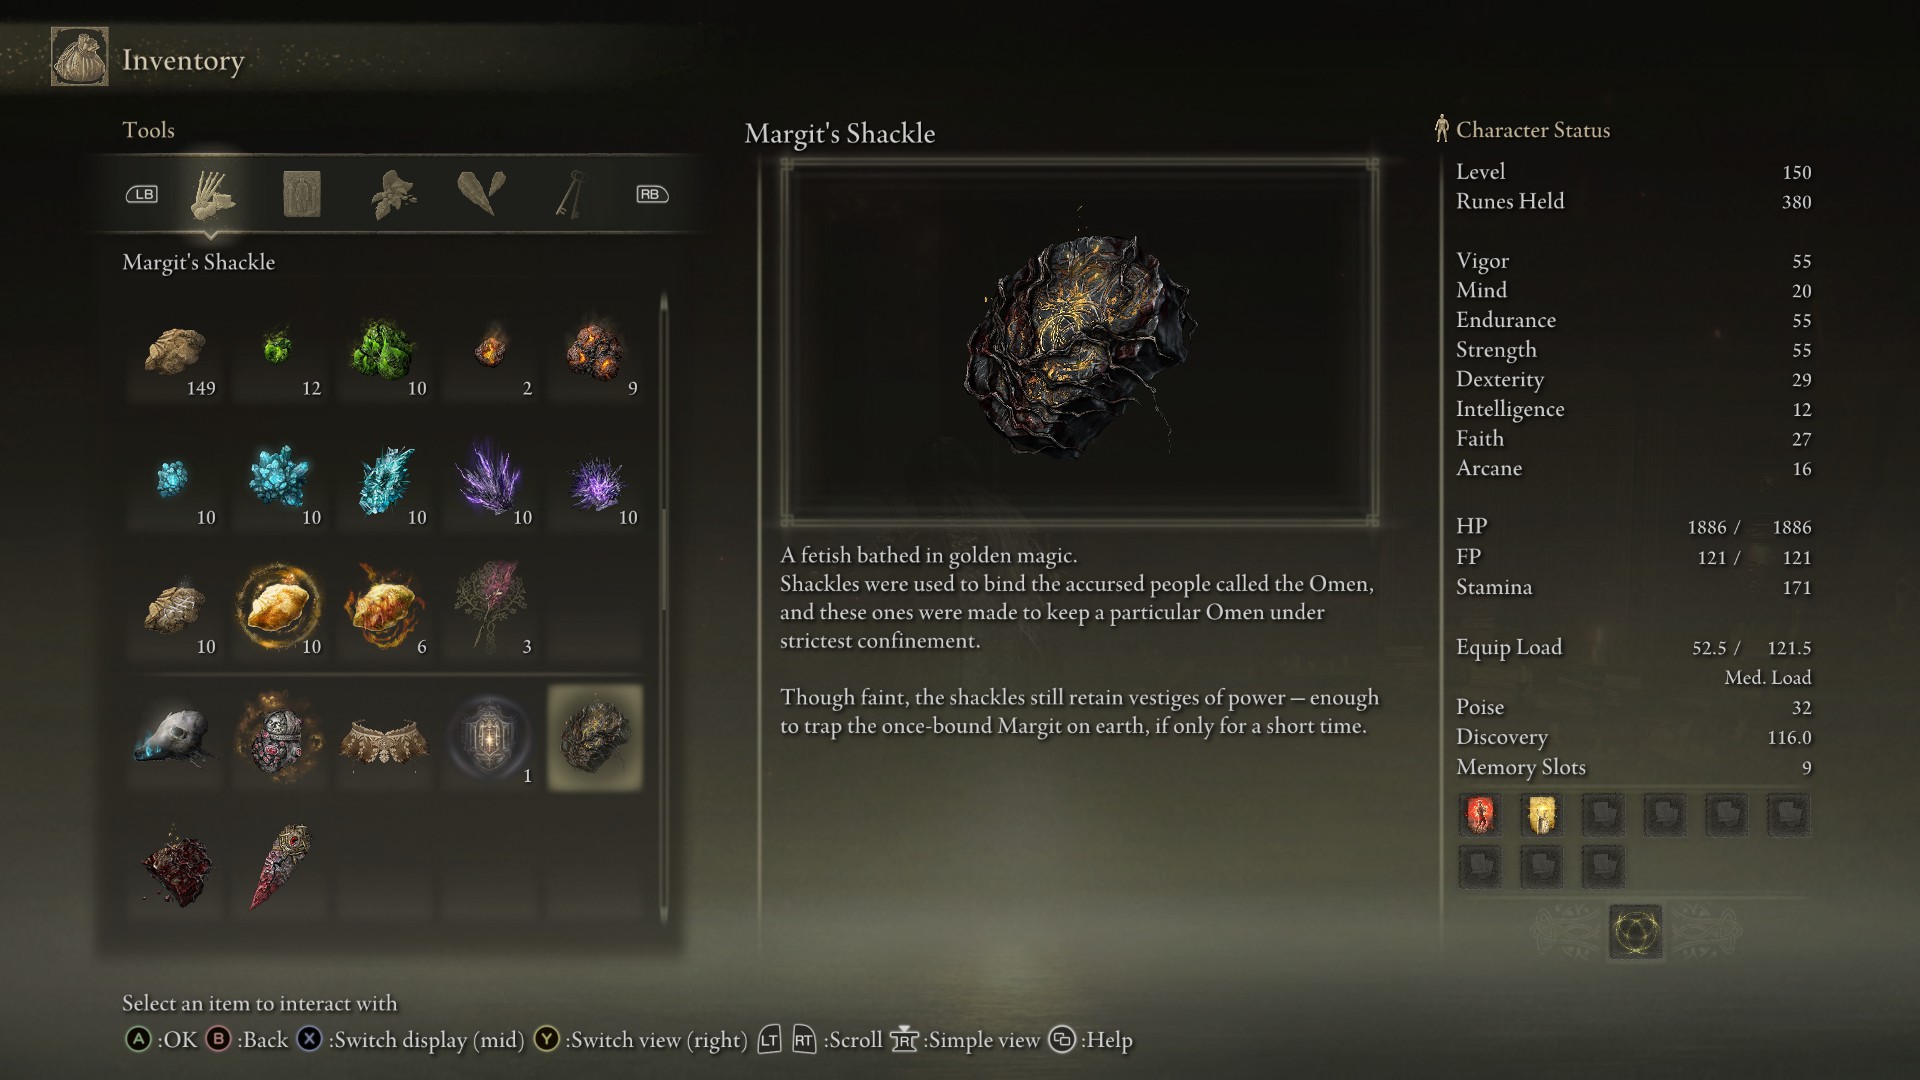 Inventory
Tools
LB
RB
Margit's Shackle
149
12
10
2
9
10
10
10
10
10
10
10
6
3
1
Select an item to interact with
A :OK B :Back X :Switch display (mid) Y :Switch view (right) LT RT :Scroll R :Simple view :Help
Margit's Shackle
A fetish bathed in golden magic.
Shackles were used to bind the accursed people called the Omen,
and these ones were made to keep a particular Omen under
strictest confinement.
Though faint, the shackles still retain vestiges of power — enough
to trap the once-bound Margit on earth, if only for a short time.
Character Status
Level 150
Runes Held 380
Vigor 55
Mind 20
Endurance 55
Strength 55
Dexterity 29
Intelligence 12
Faith 27
Arcane 16
HP 1886 / 1886
FP 121 / 121
Stamina 171
Equip Load 52.5 / 121.5
Med. Load
Poise 32
Discovery 116.0
Memory Slots 9